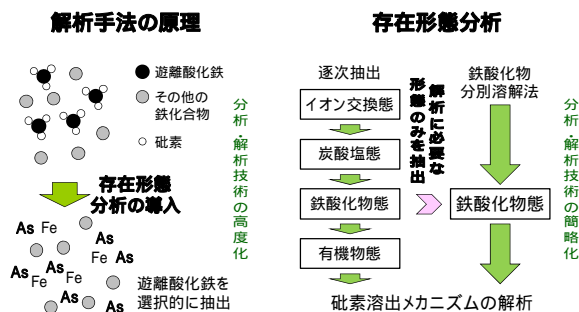 解析手法の原理
遊離酸化鉄
その他の
鉄化合物
砒素
分析・解析技術の高度化
存在形態
分析の導入
As Fe
As
Fe As
As Fe As Fe
As As
遊離酸化鉄を
選択的に抽出
存在形態分析
逐次抽出
イオン交換態
炭酸塩態
鉄酸化物態
有機物態
解析に必要な
形態のみを抽出
鉄酸化物
分別溶解法
鉄酸化物態
分析・解析技術の簡略化
砒素溶出メカニズムの解析